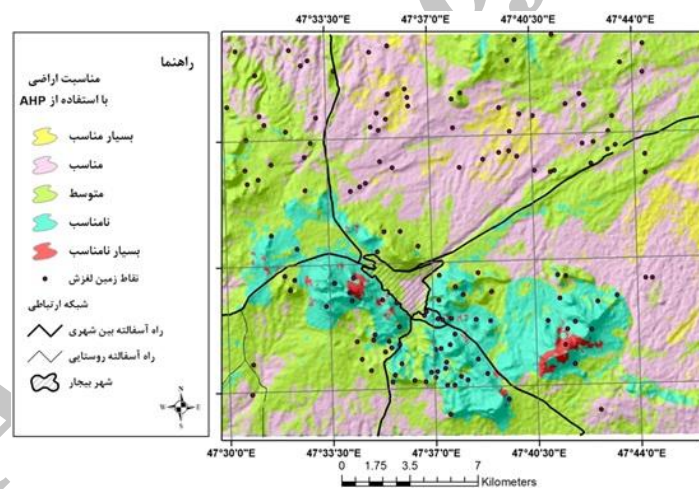 47°33'30"E 47°37'0"E 47°40'30"E 47°44'0"E
راهنما
مناسبت اراضی
با استفاده از AHP
بسیار مناسب
مناسب
متوسط
نامناسب
بسیار نامناسب
نقاط زمین لغزش
شبکه ارتباطی
راه آسفالته بین شهری
راه آسفالته روستایی
شهر بیجار
N
W E
S
47°30'0"E 47°33'30"E 47°37'0"E 47°40'30"E 47°44'0"E
0 1.75 3.5 7
Kilometers